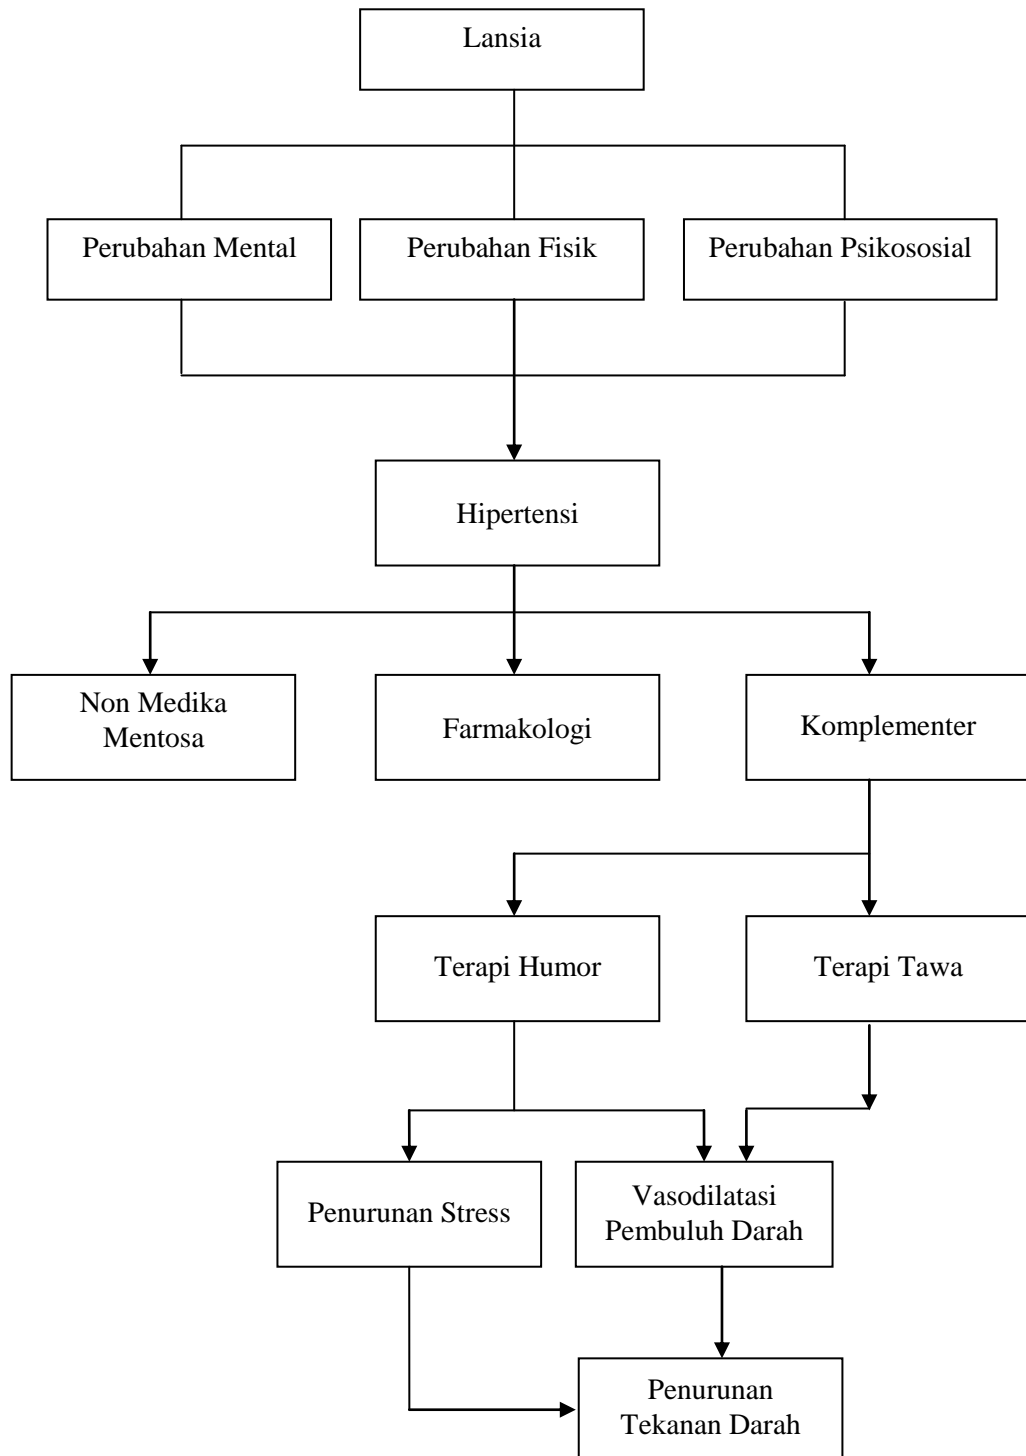 Lansia
Perubahan Mental
Perubahan Fisik
Perubahan Psikososial
Hipertensi
Non Medika
Mentosa
Farmakologi
Komplementer
Terapi Humor
Terapi Tawa
Penurunan Stress
Vasodilatasi
Pembuluh Darah
Penurunan
Tekanan Darah